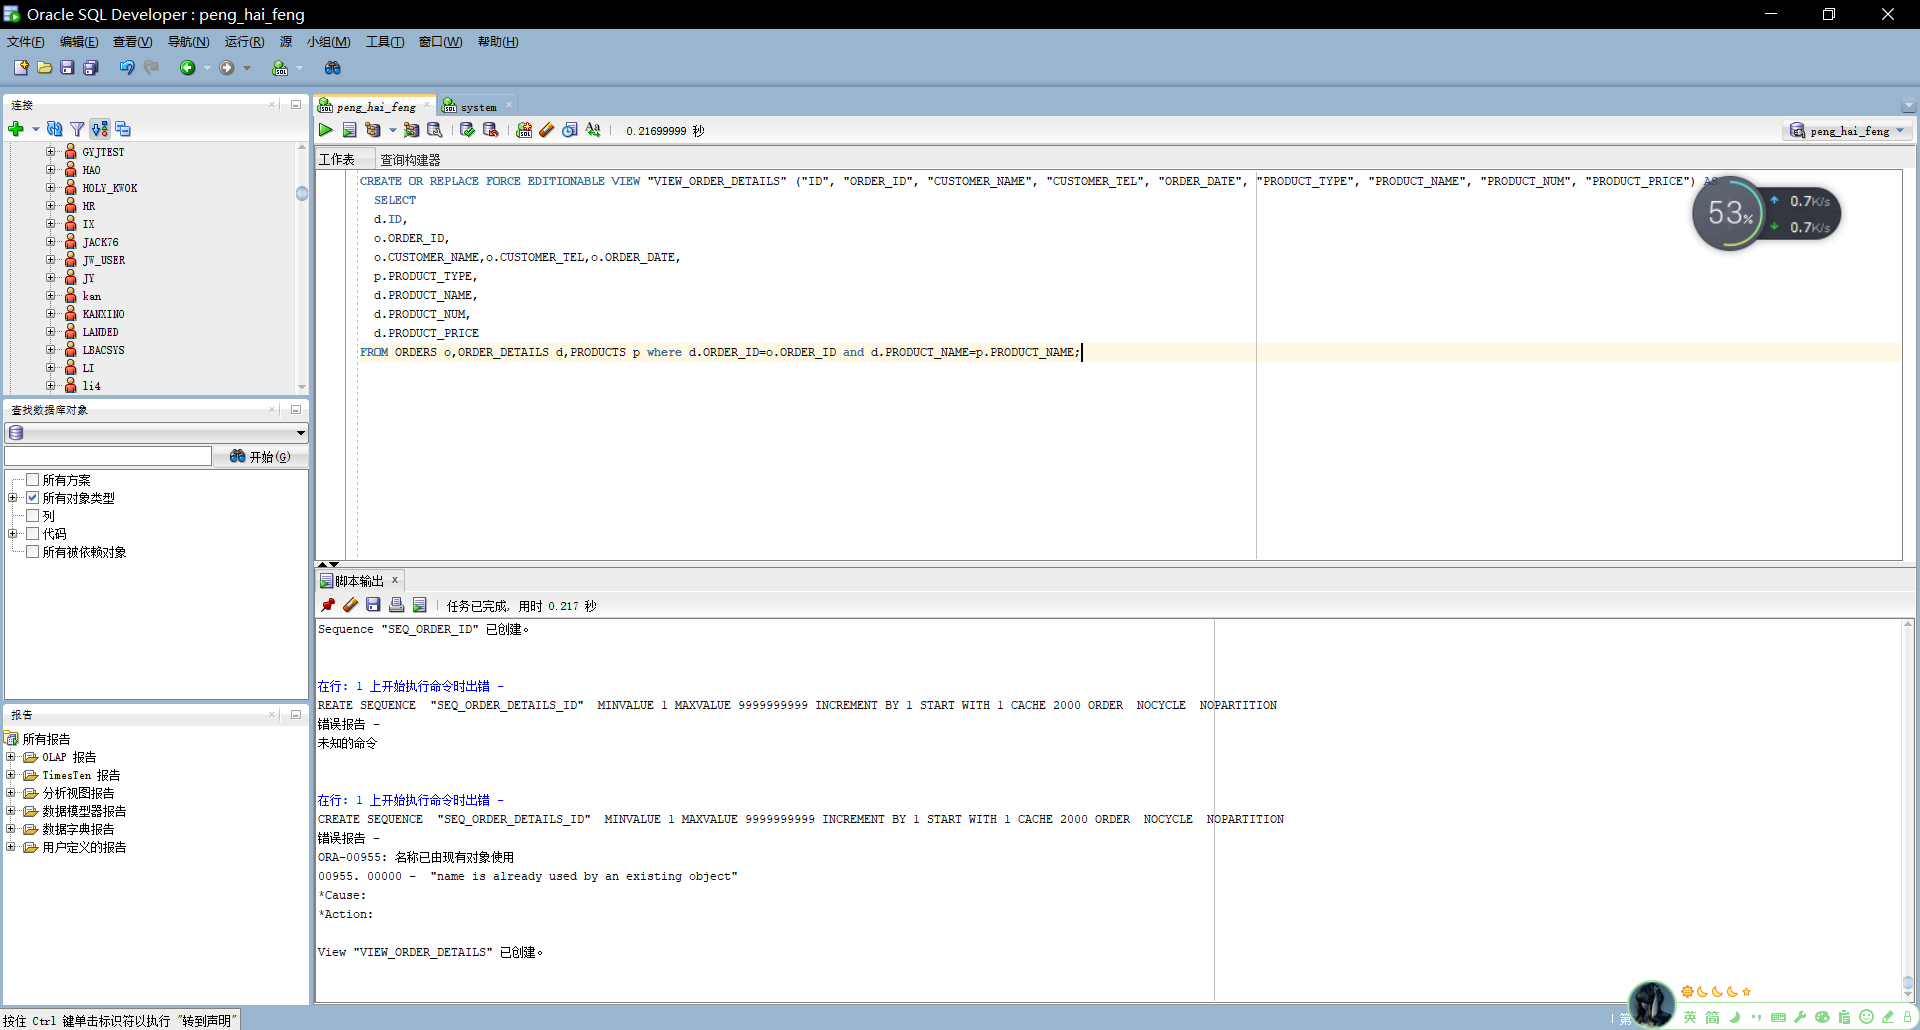 Oracle SQL Developer : peng_hai_feng
文件(F) 编辑(E) 查看(V) 导航(N) 运行(R) 源 小组(M) 工具(T) 窗口(W) 帮助(H)
连接
GYJTEST
HAO
HOLY_KWOK
HR
IX
JACK76
JW_USER
JY
kan
KANXINO
LANDED
LBACSYS
LI
li4
查找数据库对象
开始(G)
所有方案
所有对象类型
列
代码
所有被依赖对象
报告
所有报告
OLAP 报告
TimesTen 报告
分析视图报告
数据模型器报告
数据字典报告
用户定义的报告
peng_hai_feng
system
0.21699999 秒
peng_hai_feng
工作表 查询构建器
CREATE OR REPLACE FORCE EDITIONABLE VIEW "VIEW_ORDER_DETAILS" ("ID", "ORDER_ID", "CUSTOMER_NAME", "CUSTOMER_TEL", "ORDER_DATE", "PRODUCT_TYPE", "PRODUCT_NAME", "PRODUCT_NUM", "PRODUCT_PRICE") AS
SELECT
d.ID,
o.ORDER_ID,
o.CUSTOMER_NAME,o.CUSTOMER_TEL,o.ORDER_DATE,
p.PRODUCT_TYPE,
d.PRODUCT_NAME,
d.PRODUCT_NUM,
d.PRODUCT_PRICE
FROM ORDERS o,ORDER_DETAILS d,PRODUCTS p where d.ORDER_ID=o.ORDER_ID and d.PRODUCT_NAME=p.PRODUCT_NAME;
53%
0.7K/s
0.7K/s
脚本输出
任务已完成, 用时 0.217 秒
Sequence "SEQ_ORDER_ID" 已创建。
在行: 1 上开始执行命令时出错 -
REATE SEQUENCE  "SEQ_ORDER_DETAILS_ID"  MINVALUE 1 MAXVALUE 9999999999 INCREMENT BY 1 START WITH 1 CACHE 2000 ORDER  NOCYCLE  NOPARTITION
错误报告 -
未知的命令
在行: 1 上开始执行命令时出错 -
CREATE SEQUENCE  "SEQ_ORDER_DETAILS_ID"  MINVALUE 1 MAXVALUE 9999999999 INCREMENT BY 1 START WITH 1 CACHE 2000 ORDER  NOCYCLE  NOPARTITION
错误报告 -
ORA-00955: 名称已由现有对象使用
00955. 00000 -  "name is already used by an existing object"
*Cause:
*Action:
View "VIEW_ORDER_DETAILS" 已创建。
按住 Ctrl 键单击标识符以执行 "转到声明"
第
英 简